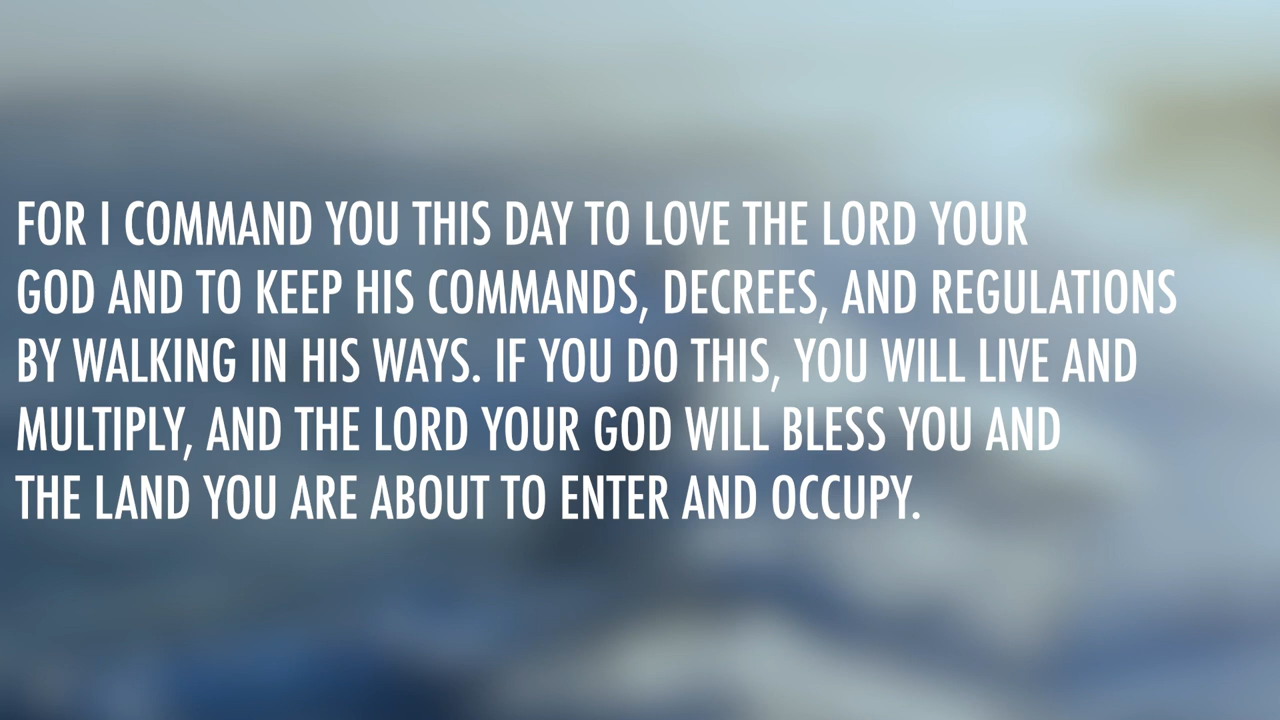 FOR I COMMAND YOU THIS DAY TO LOVE THE LORD YOUR
GOD AND TO KEEP HIS COMMANDS, DECREES, AND REGULATIONS
BY WALKING IN HIS WAYS. IF YOU DO THIS, YOU WILL LIVE AND
MULTIPLY, AND THE LORD YOUR GOD WILL BLESS YOU AND
THE LAND YOU ARE ABOUT TO ENTER AND OCCUPY.